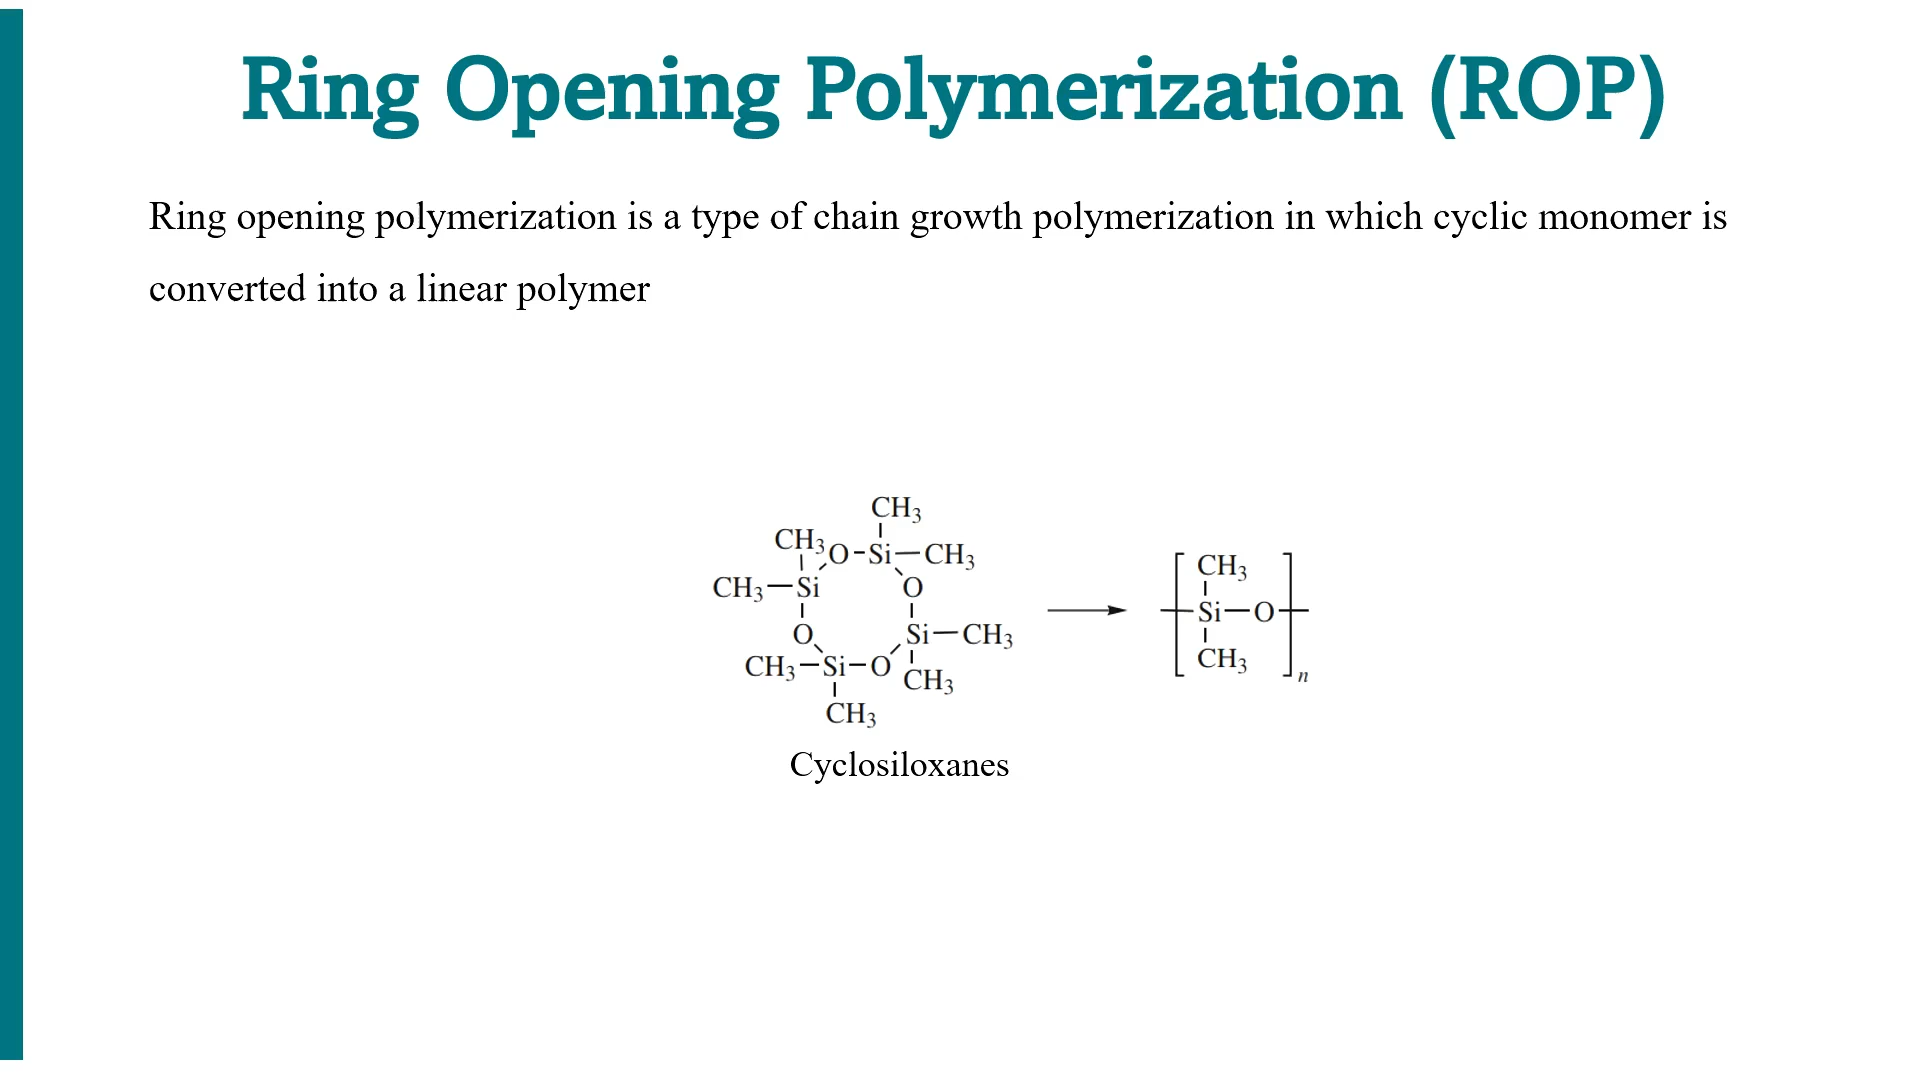 Ring Opening Polymerization (ROP)
Ring opening polymerization is a type of chain growth polymerization in which cyclic monomer is
converted into a linear polymer
CH₃
CH₃ O-Si—CH₃
CH₃—Si O
O Si—CH₃
CH₃—Si—O CH₃
CH₃
CH₃
Si—O
CH₃ n
Cyclosiloxanes